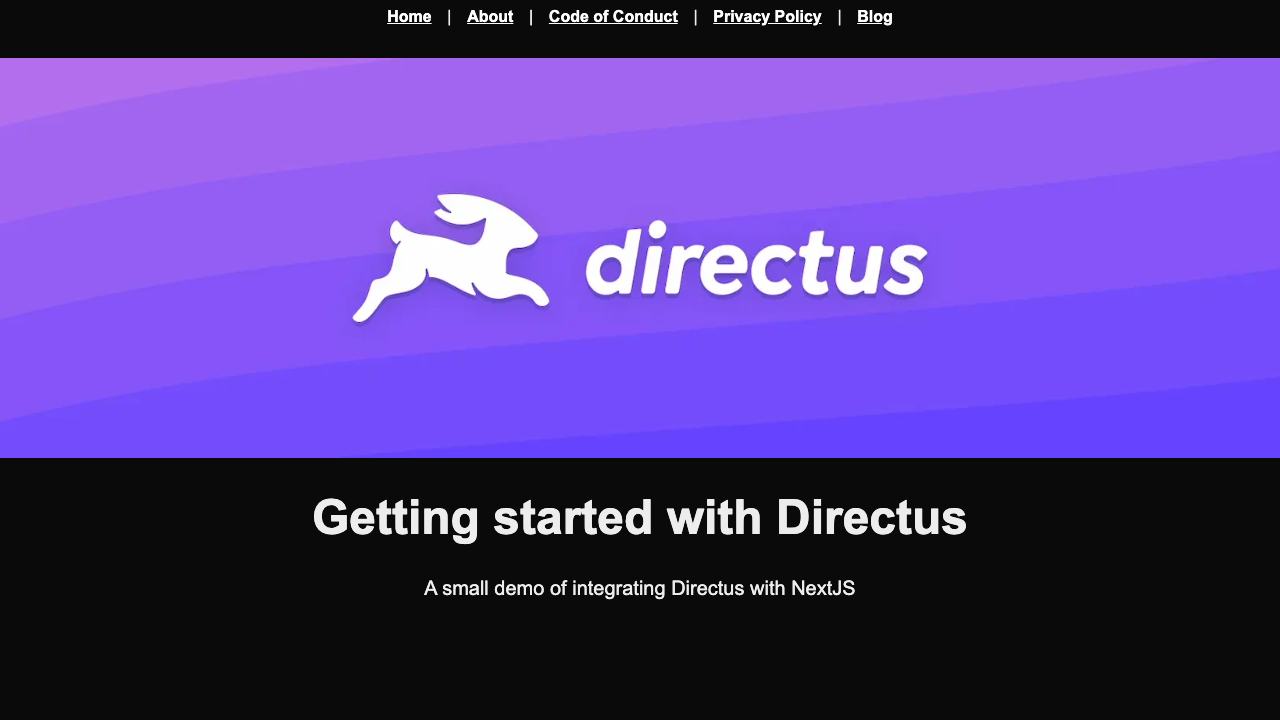 Home | About | Code of Conduct | Privacy Policy | Blog
directus
Getting started with Directus
A small demo of integrating Directus with NextJS